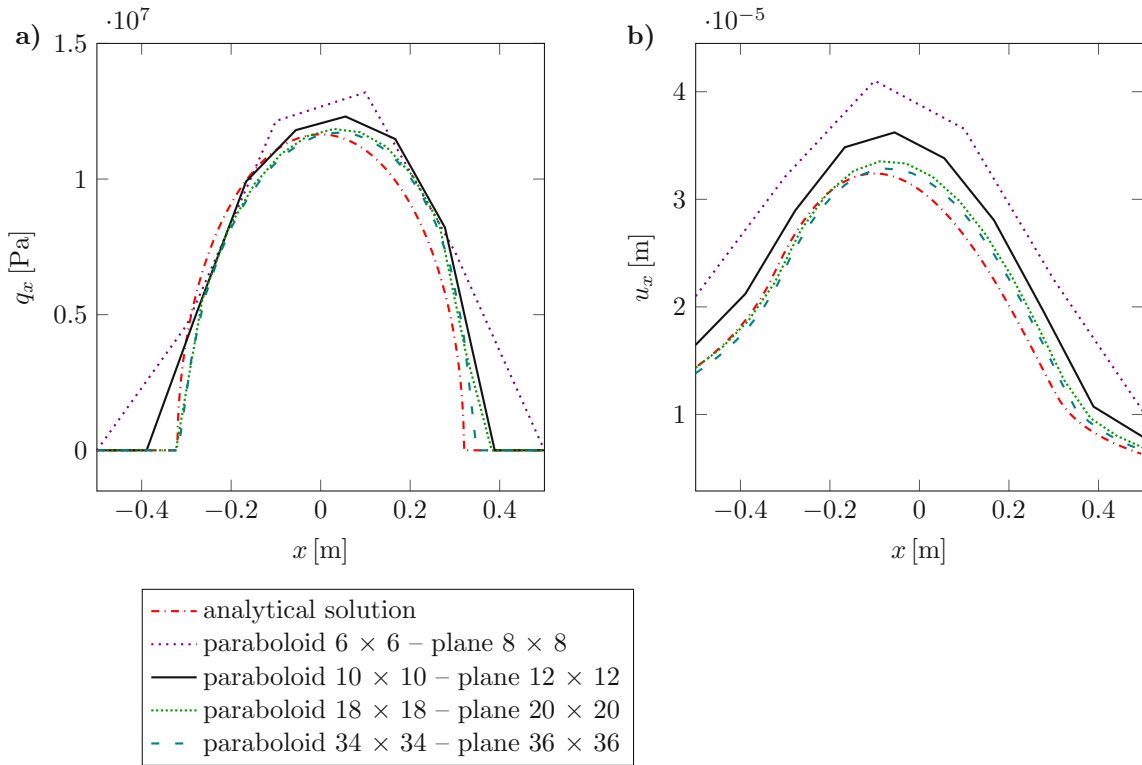 a)
·10⁷
1.5
1
0.5
0
q_x [Pa]
−0.4 −0.2 0 0.2 0.4
x [m]
b)
·10⁻⁵
4
3
2
1
u_x [m]
−0.4 −0.2 0 0.2 0.4
x [m]
analytical solution
paraboloid 6 × 6 – plane 8 × 8
paraboloid 10 × 10 – plane 12 × 12
paraboloid 18 × 18 – plane 20 × 20
paraboloid 34 × 34 – plane 36 × 36